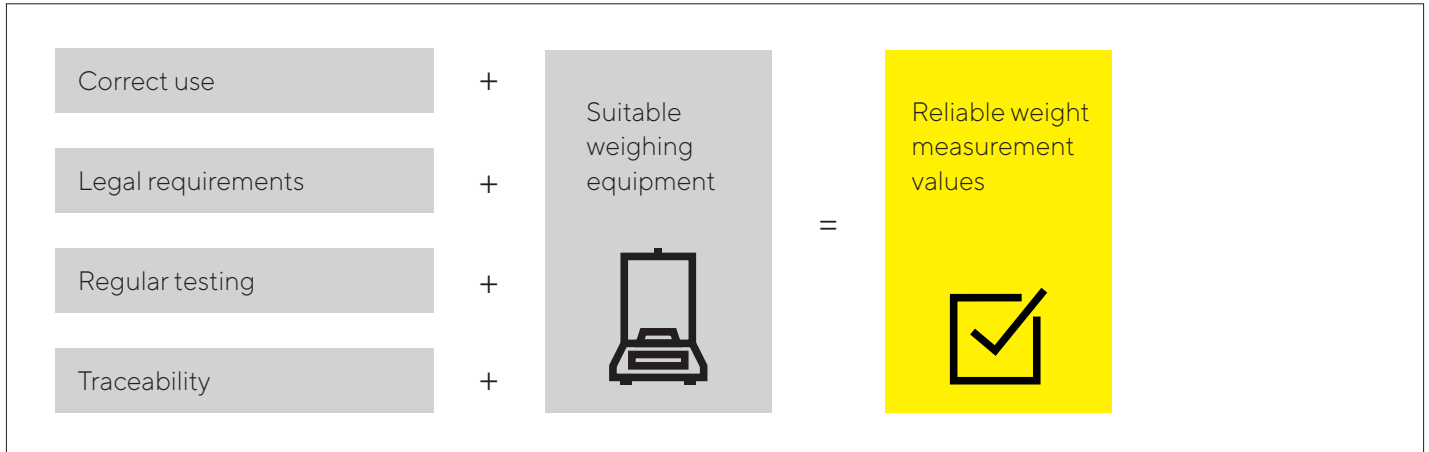 Correct use
+
Legal requirements
+
Regular testing
+
Traceability
+
Suitable
weighing
equipment
=
Reliable weight
measurement
values